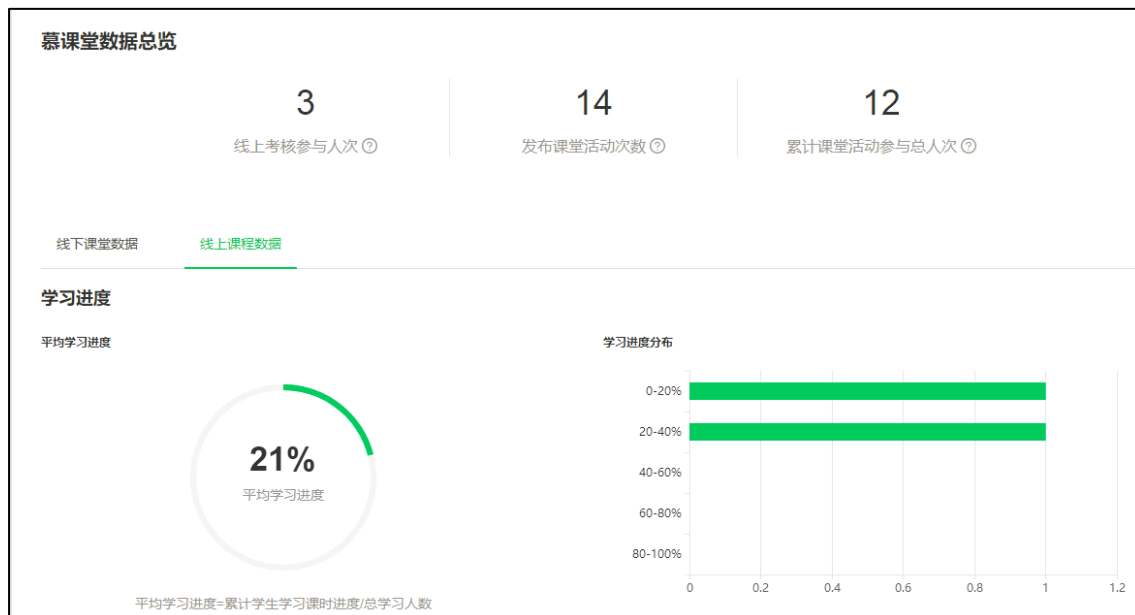 慕课堂数据总览
3
14
12
线上考核参与人次 ?
发布课堂活动次数 ?
累计课堂活动参与总人次 ?
线下课堂数据
线上课程数据
学习进度
平均学习进度
21%
平均学习进度
平均学习进度=累计学生学习课时进度/总学习人数
学习进度分布
0-20%
20-40%
40-60%
60-80%
80-100%
0 0.2 0.4 0.6 0.8 1 1.2